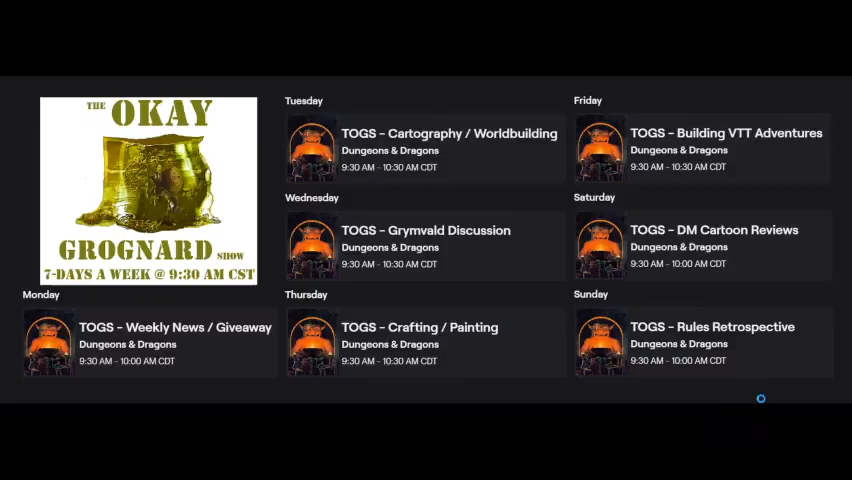 THE OKAY
GROGNARD SHOW
7-DAYS A WEEK @ 9:30 AM CST
Monday
TOGS - Weekly News / Giveaway
Dungeons & Dragons
9:30 AM - 10:00 AM CDT
Tuesday
TOGS - Cartography / Worldbuilding
Dungeons & Dragons
9:30 AM - 10:30 AM CDT
Wednesday
TOGS - Grymvald Discussion
Dungeons & Dragons
9:30 AM - 10:30 AM CDT
Thursday
TOGS - Crafting / Painting
Dungeons & Dragons
9:30 AM - 10:30 AM CDT
Friday
TOGS - Building VTT Adventures
Dungeons & Dragons
9:30 AM - 10:30 AM CDT
Saturday
TOGS - DM Cartoon Reviews
Dungeons & Dragons
9:30 AM - 10:00 AM CDT
Sunday
TOGS - Rules Retrospective
Dungeons & Dragons
9:30 AM - 10:00 AM CDT